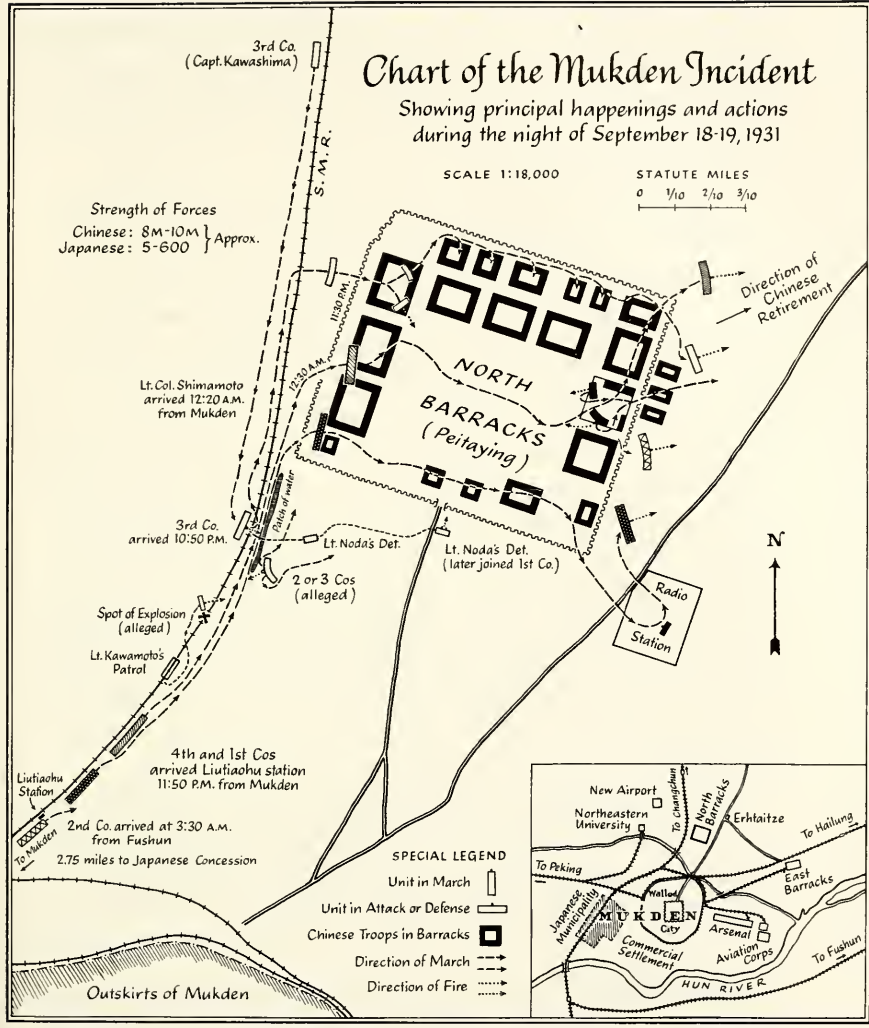 Chart of the Mukden Incident
Showing principal happenings and actions
during the night of September 18-19, 1931
SCALE 1:18,000
STATUTE MILES
0 1/10 2/10 3/10
3rd Co.
(Capt. Kawashima)
S.M.R.
Strength of Forces
Chinese: 8M-10M
Japanese: 5-600
Approx.
Direction of
Chinese
Retirement
11:30 P.M.
12:30 A.M.
Lt. Col. Shimamoto
arrived 12:20 A.M.
from Mukden
NORTH
BARRACKS
(Peitaying)
Patch of water
3rd Co.
arrived 10:50 P.M.
Lt. Noda's Det.
Lt. Noda's Det.
(later joined 1st Co.)
2 or 3 Cos
(alleged)
N
Radio
Station
Spot of Explosion
(alleged)
Lt. Kawamoto's
Patrol
4th and 1st Cos
arrived Liutiaohu station
11:50 P.M. from Mukden
Liutiaohu
Station
2nd Co. arrived at 3:30 A.M.
from Fushun
To Mukden
2.75 miles to Japanese Concession
Outskirts of Mukden
SPECIAL LEGEND
Unit in March
Unit in Attack or Defense
Chinese Troops in Barracks
Direction of March
Direction of Fire
New Airport
Northeastern
University
To Changchun
North
Barracks
Erhtaitze
To Hailung
To Peking
East
Barracks
Japanese
Municipality
Walled
MUKDEN
City
Commercial
Settlement
Arsenal
Aviation
Corps
To Fushun
HUN RIVER